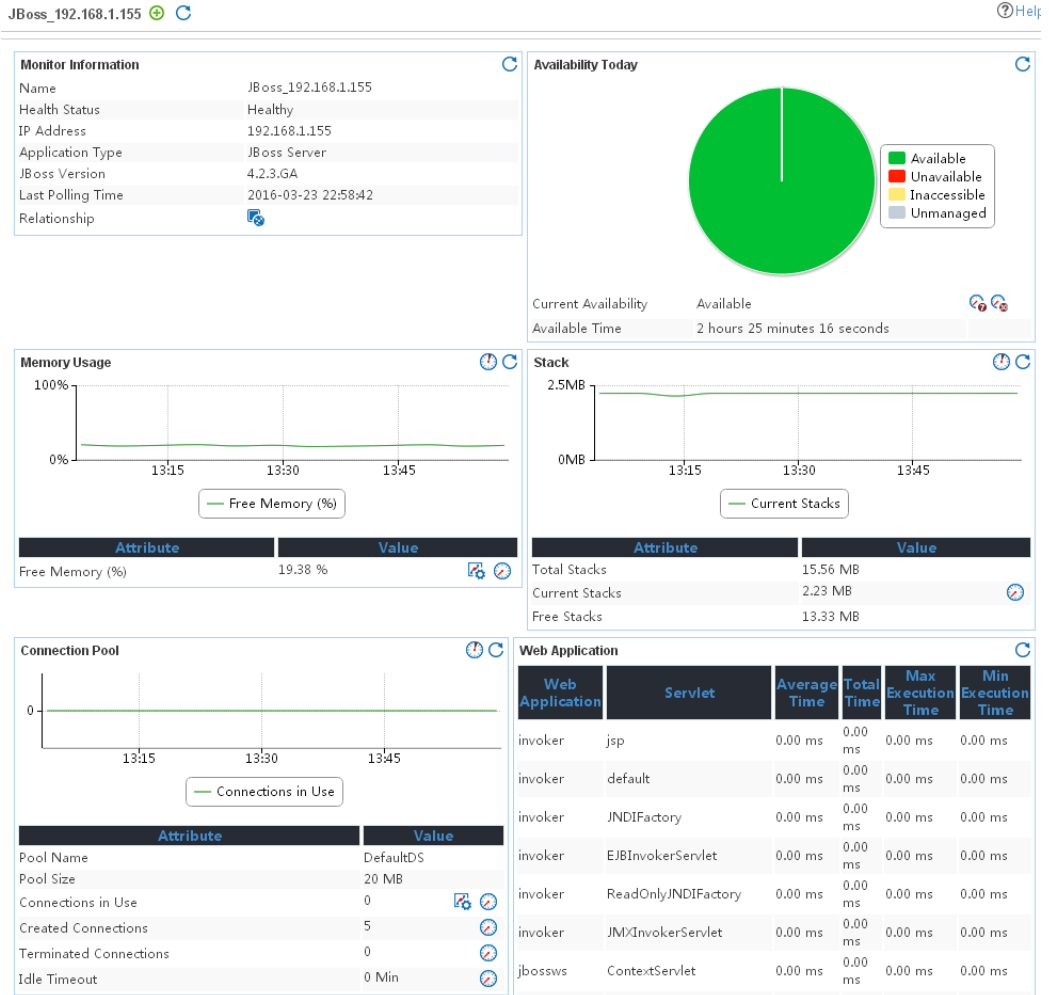 JBoss_192.168.1.155
Help
Monitor Information
Name JBoss_192.168.1.155
Health Status Healthy
IP Address 192.168.1.155
Application Type JBoss Server
JBoss Version 4.2.3.GA
Last Polling Time 2016-03-23 22:58:42
Relationship
Availability Today
Available
Unavailable
Inaccessible
Unmanaged
Current Availability Available
Available Time 2 hours 25 minutes 16 seconds
Memory Usage
100%
0%
13:15 13:30 13:45
Free Memory (%)
Attribute Value
Free Memory (%) 19.38 %
Stack
2.5MB
0MB
13:15 13:30 13:45
Current Stacks
Attribute Value
Total Stacks 15.56 MB
Current Stacks 2.23 MB
Free Stacks 13.33 MB
Connection Pool
0
13:15 13:30 13:45
Connections in Use
Attribute Value
Pool Name DefaultDS
Pool Size 20 MB
Connections in Use 0
Created Connections 5
Terminated Connections 0
Idle Timeout 0 Min
Web Application
Web Application Servlet Average Time Total Time Max Execution Time Min Execution Time
invoker jsp 0.00 ms 0.00 ms 0.00 ms 0.00 ms
invoker default 0.00 ms 0.00 ms 0.00 ms 0.00 ms
invoker JNDIFactory 0.00 ms 0.00 ms 0.00 ms 0.00 ms
invoker EJBInvokerServlet 0.00 ms 0.00 ms 0.00 ms 0.00 ms
invoker ReadOnlyJNDIFactory 0.00 ms 0.00 ms 0.00 ms 0.00 ms
invoker JMXInvokerServlet 0.00 ms 0.00 ms 0.00 ms 0.00 ms
jbossws ContextServlet 0.00 ms 0.00 ms 0.00 ms 0.00 ms